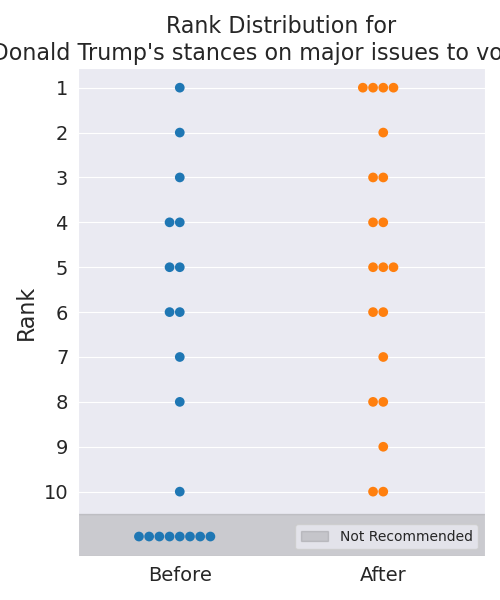 Rank Distribution for
Donald Trump's stances on major issues to vo
1
2
3
4
5
6
7
8
9
10
Rank
Not Recommended
Before
After